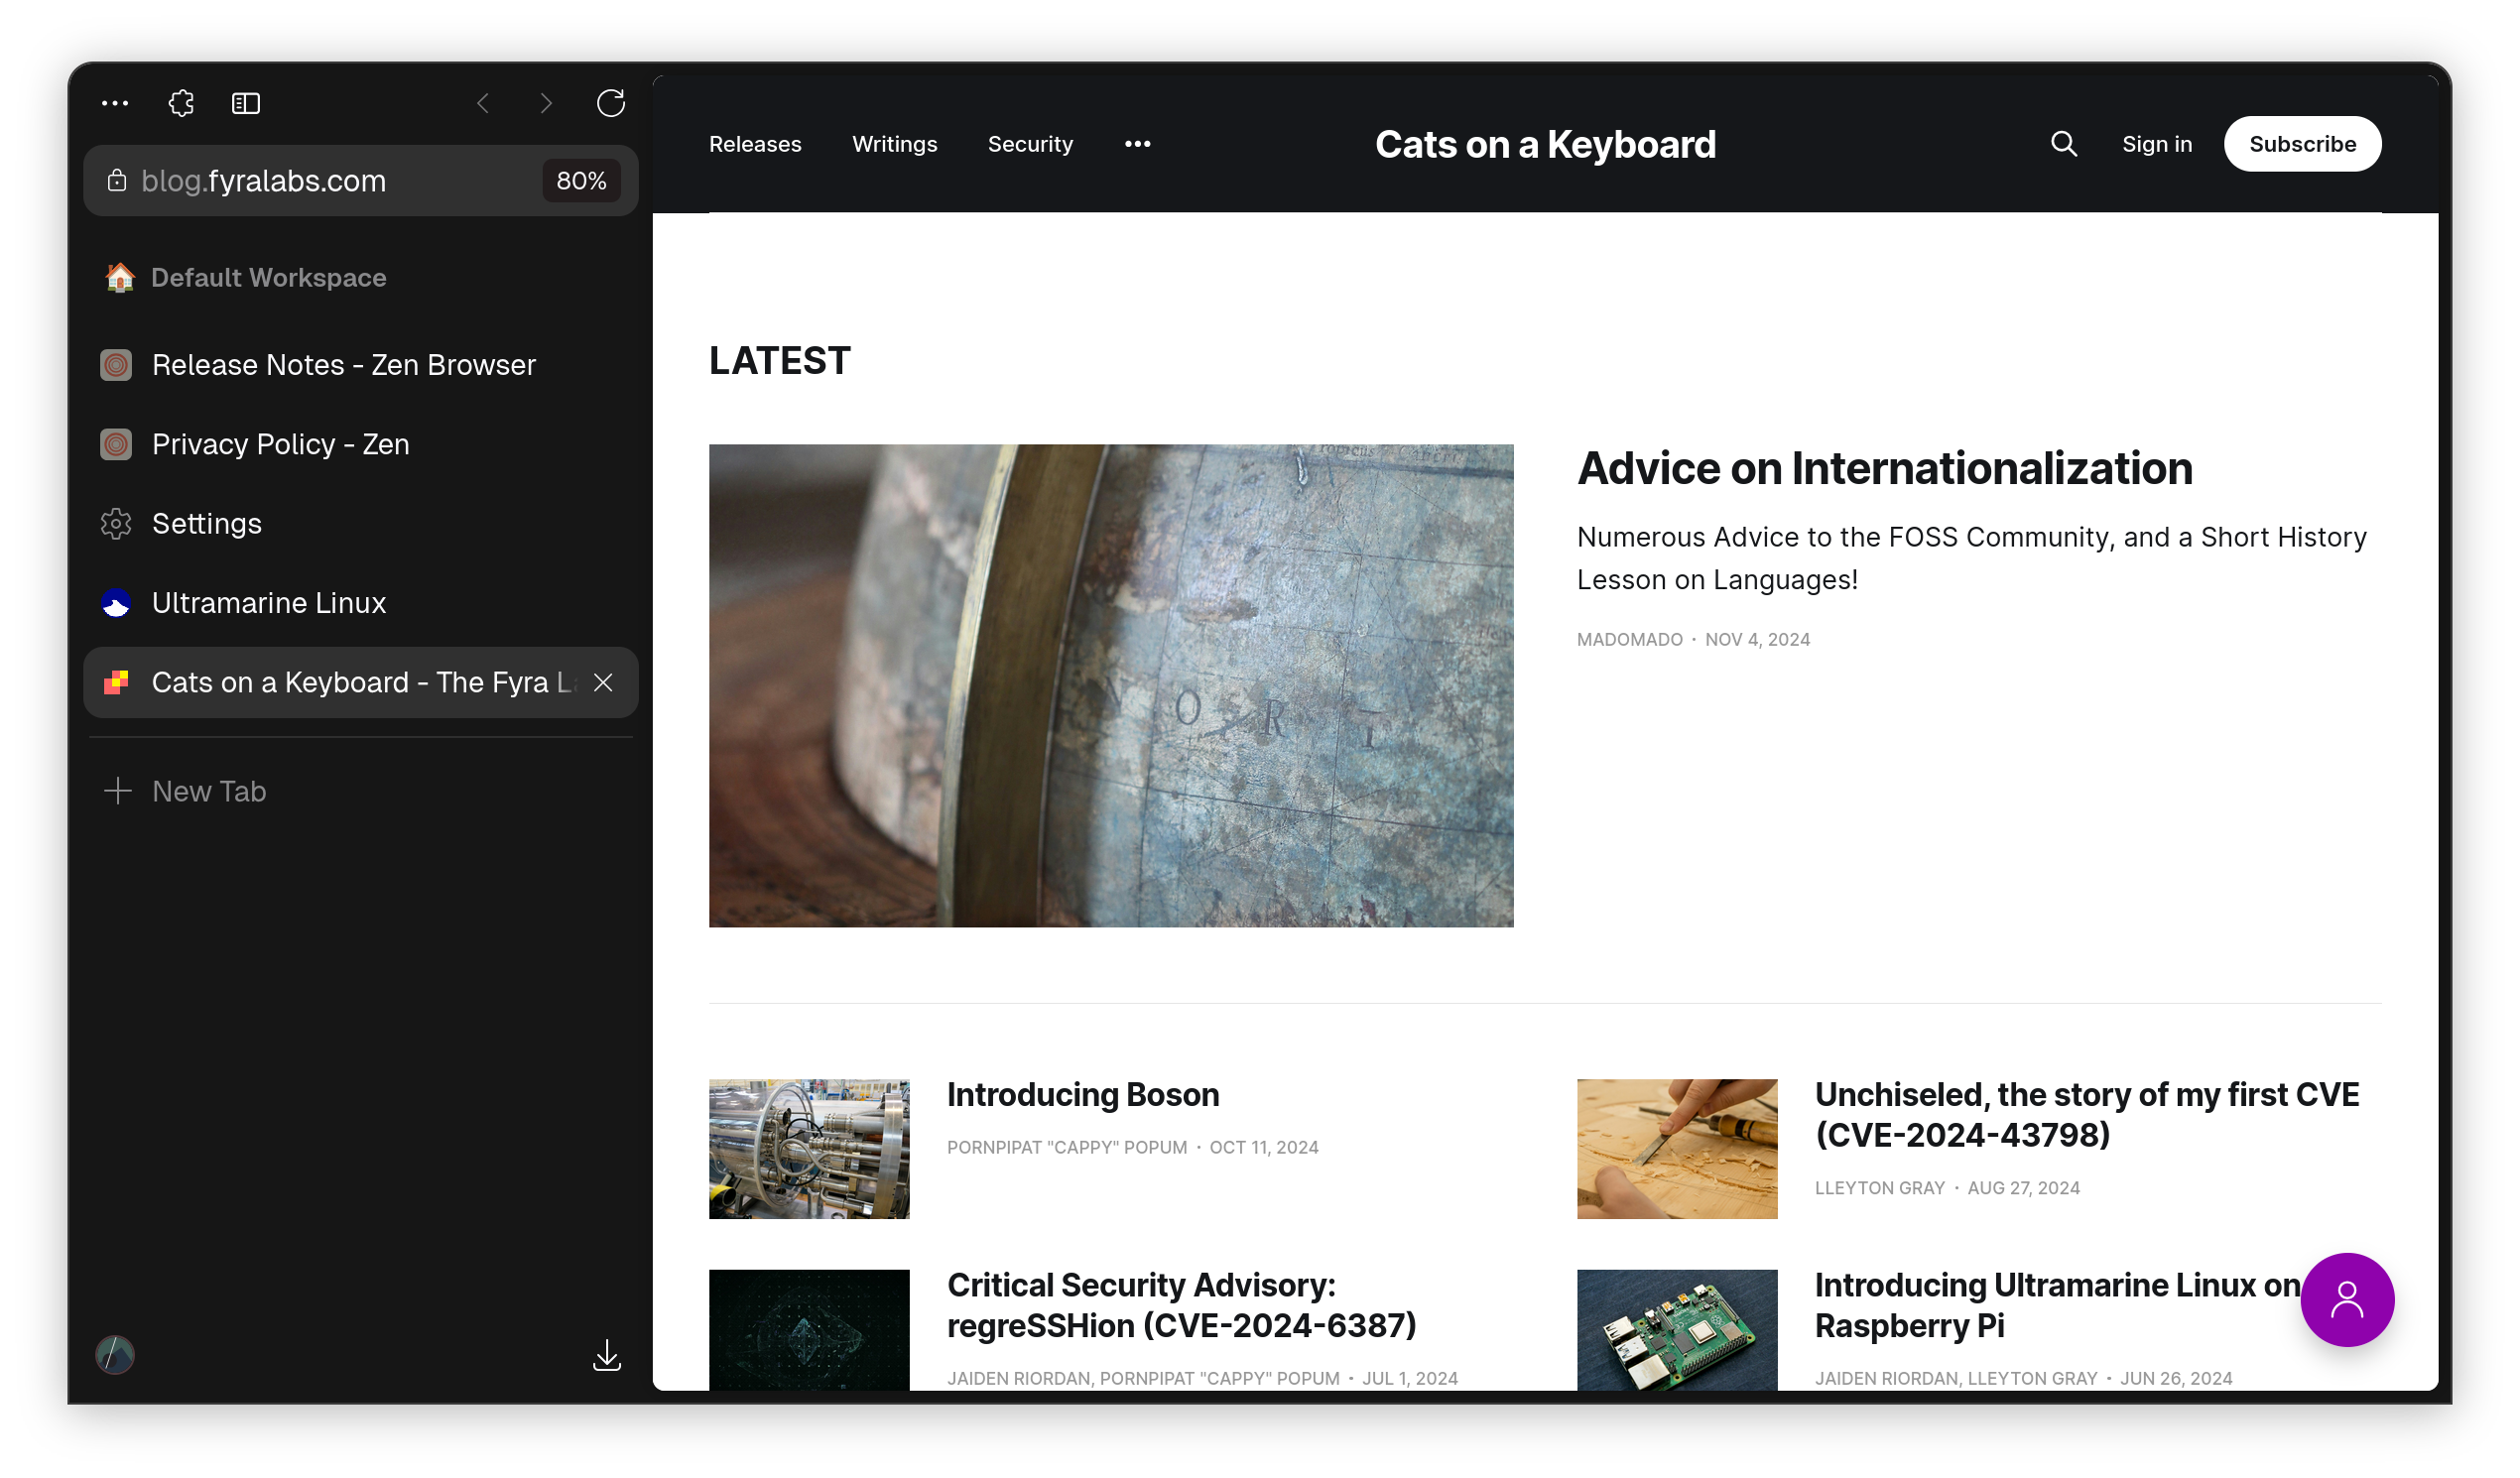 blog.fyralabs.com
80%
Default Workspace
Release Notes - Zen Browser
Privacy Policy - Zen
Settings
Ultramarine Linux
Cats on a Keyboard - The Fyra
New Tab
Releases
Writings
Security
Cats on a Keyboard
Sign in
Subscribe
LATEST
Tropicus
N O R T
Advice on Internationalization
Numerous Advice to the FOSS Community, and a Short History
Lesson on Languages!
MADOMADO • NOV 4, 2024
Introducing Boson
PORNPIPAT "CAPPY" POPUM • OCT 11, 2024
Unchiseled, the story of my first CVE
(CVE-2024-43798)
LLEYTON GRAY • AUG 27, 2024
Critical Security Advisory:
regreSSHion (CVE-2024-6387)
JAIDEN RIORDAN, PORNPIPAT "CAPPY" POPUM • JUL 1, 2024
Introducing Ultramarine Linux on
Raspberry Pi
JAIDEN RIORDAN, LLEYTON GRAY • JUN 26, 2024